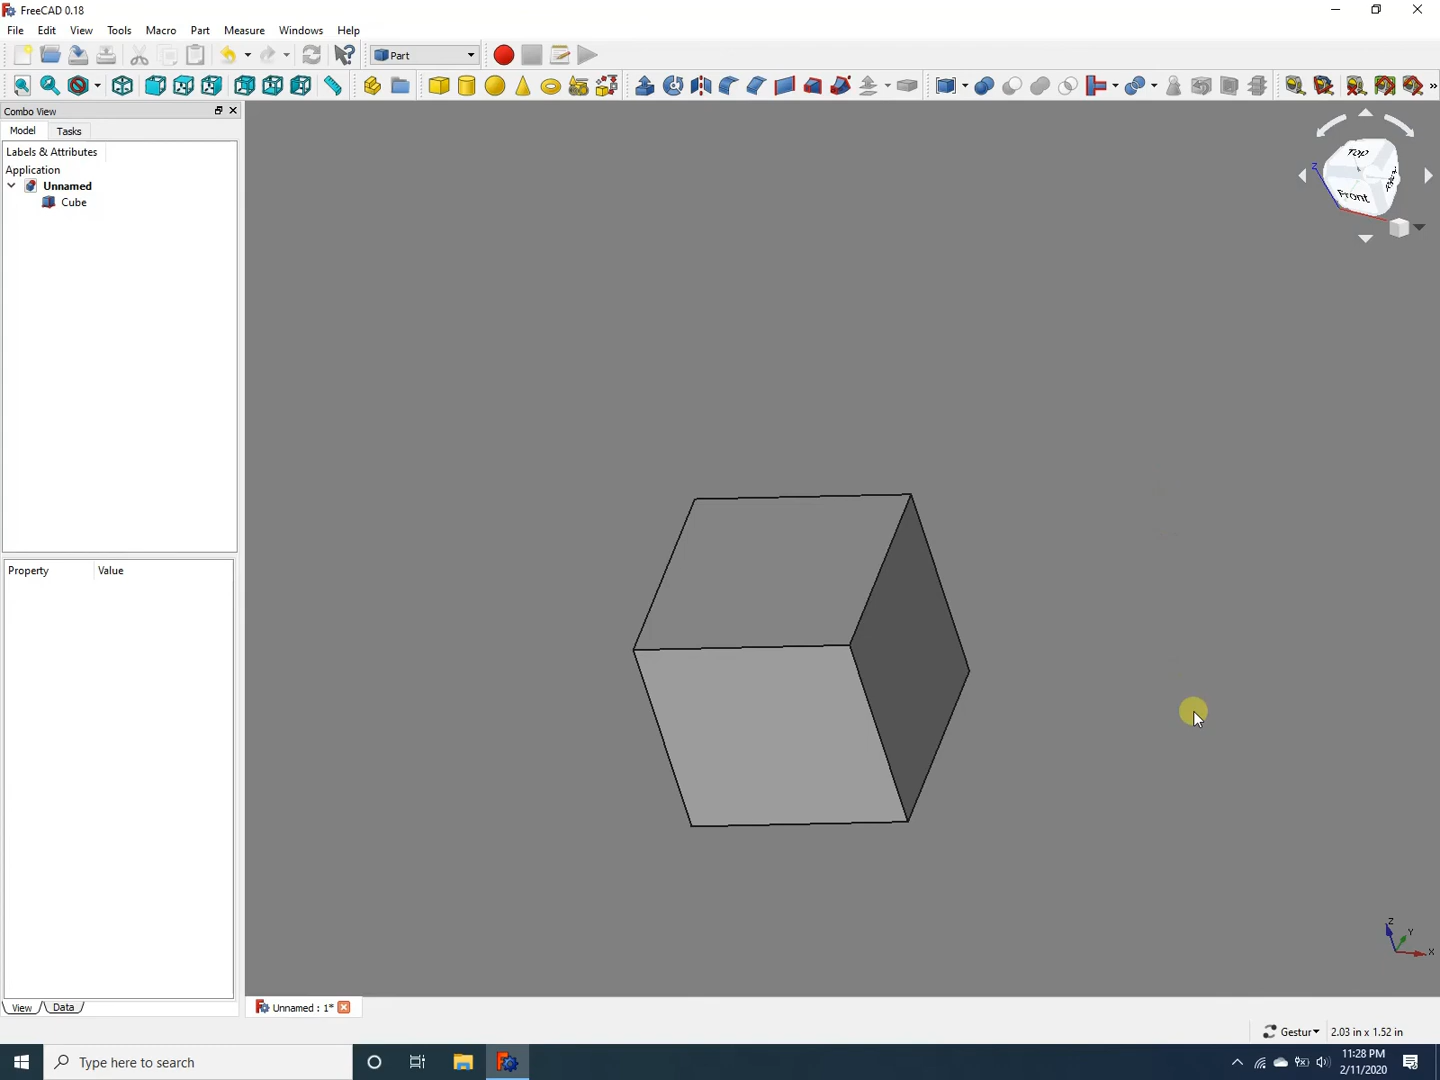 FreeCAD 0.18
File Edit View Tools Macro Part Measure Windows Help
Part
Combo View
Model Tasks
Labels & Attributes
Application
Unnamed
Cube
Top
Front
Z
Property Value
Z
Y
X
View Data
Unnamed : 1*
Gestur 2.03 in x 1.52 in
Type here to search
11:28 PM
2/11/2020